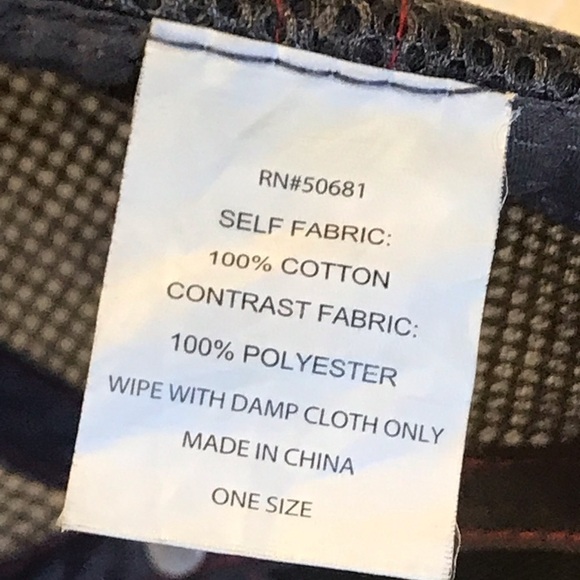 RN#50681
SELF FABRIC:
100% COTTON
CONTRAST FABRIC:
100% POLYESTER
WIPE WITH DAMP CLOTH ONLY
MADE IN CHINA
ONE SIZE